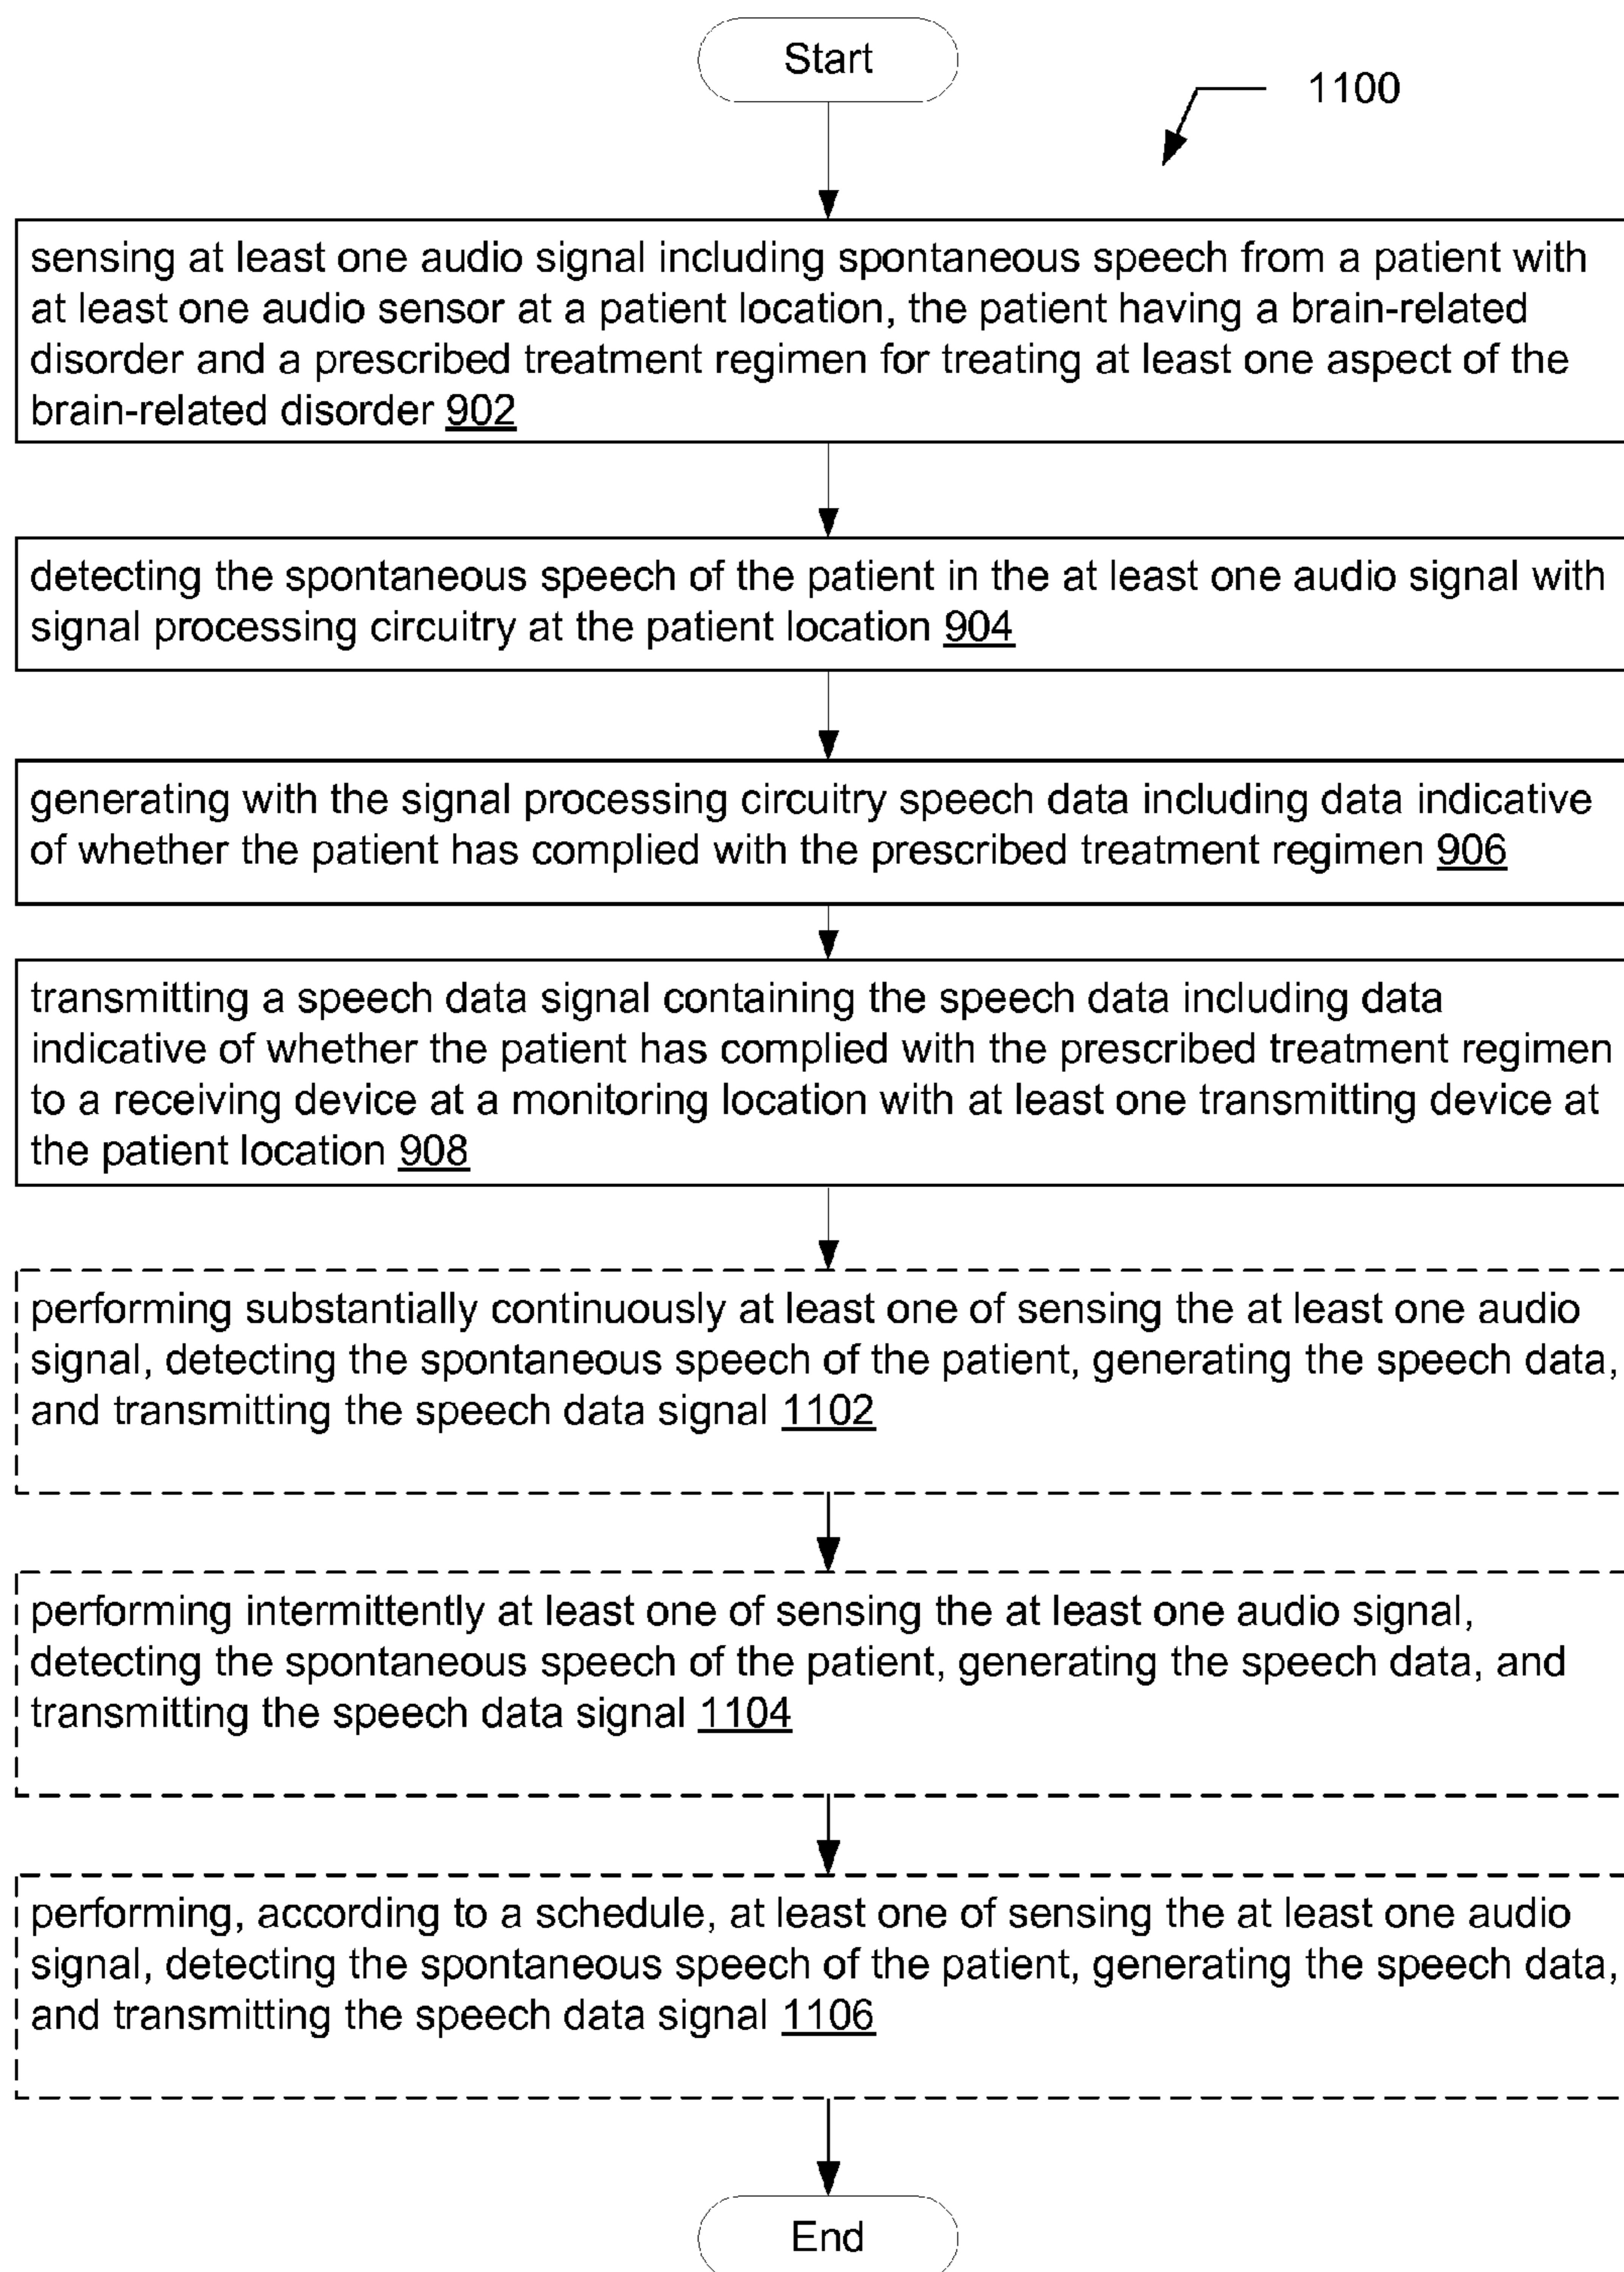 Start
1100
sensing at least one audio signal including spontaneous speech from a patient with
at least one audio sensor at a patient location, the patient having a brain-related
disorder and a prescribed treatment regimen for treating at least one aspect of the
brain-related disorder 902
detecting the spontaneous speech of the patient in the at least one audio signal with
signal processing circuitry at the patient location 904
generating with the signal processing circuitry speech data including data indicative
of whether the patient has complied with the prescribed treatment regimen 906
transmitting a speech data signal containing the speech data including data
indicative of whether the patient has complied with the prescribed treatment regimen
to a receiving device at a monitoring location with at least one transmitting device at
the patient location 908
performing substantially continuously at least one of sensing the at least one audio
signal, detecting the spontaneous speech of the patient, generating the speech data,
and transmitting the speech data signal 1102
performing intermittently at least one of sensing the at least one audio signal,
detecting the spontaneous speech of the patient, generating the speech data, and
transmitting the speech data signal 1104
performing, according to a schedule, at least one of sensing the at least one audio
signal, detecting the spontaneous speech of the patient, generating the speech data,
and transmitting the speech data signal 1106
End